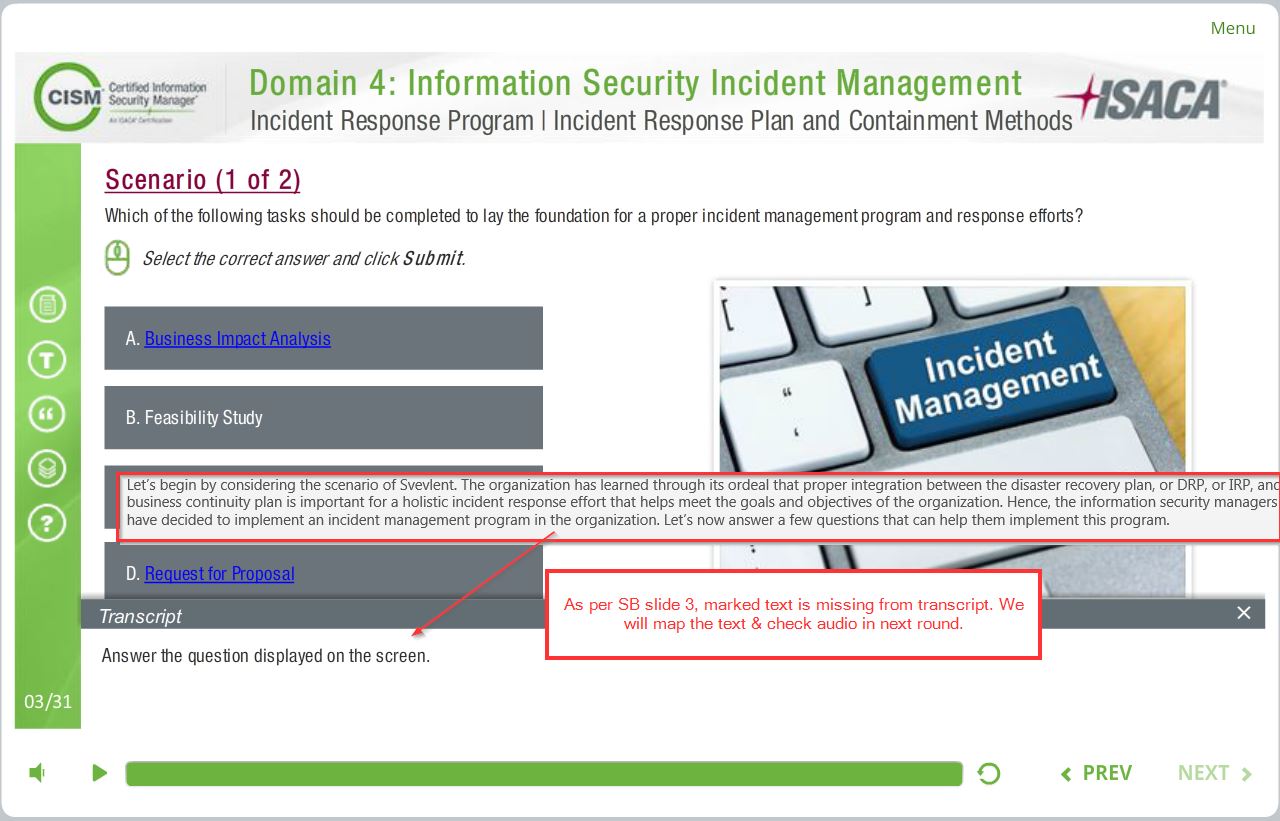 Menu
CISM
Certified Information
Security Manager®
An ISACA® Certification
Domain 4: Information Security Incident Management
Incident Response Program | Incident Response Plan and Containment Methods
ISACA®
Scenario (1 of 2)
Which of the following tasks should be completed to lay the foundation for a proper incident management program and response efforts?
Select the correct answer and click Submit.
A. Business Impact Analysis
B. Feasibility Study
Incident
Management
Let's begin by considering the scenario of Svevlent. The organization has learned through its ordeal that proper integration between the disaster recovery plan, or DRP, or IRP, and
business continuity plan is important for a holistic incident response effort that helps meet the goals and objectives of the organization. Hence, the information security managers
have decided to implement an incident management program in the organization. Let's now answer a few questions that can help them implement this program.
D. Request for Proposal
As per SB slide 3, marked text is missing from transcript. We
will map the text & check audio in next round.
Transcript
Answer the question displayed on the screen.
03/31
PREV
NEXT